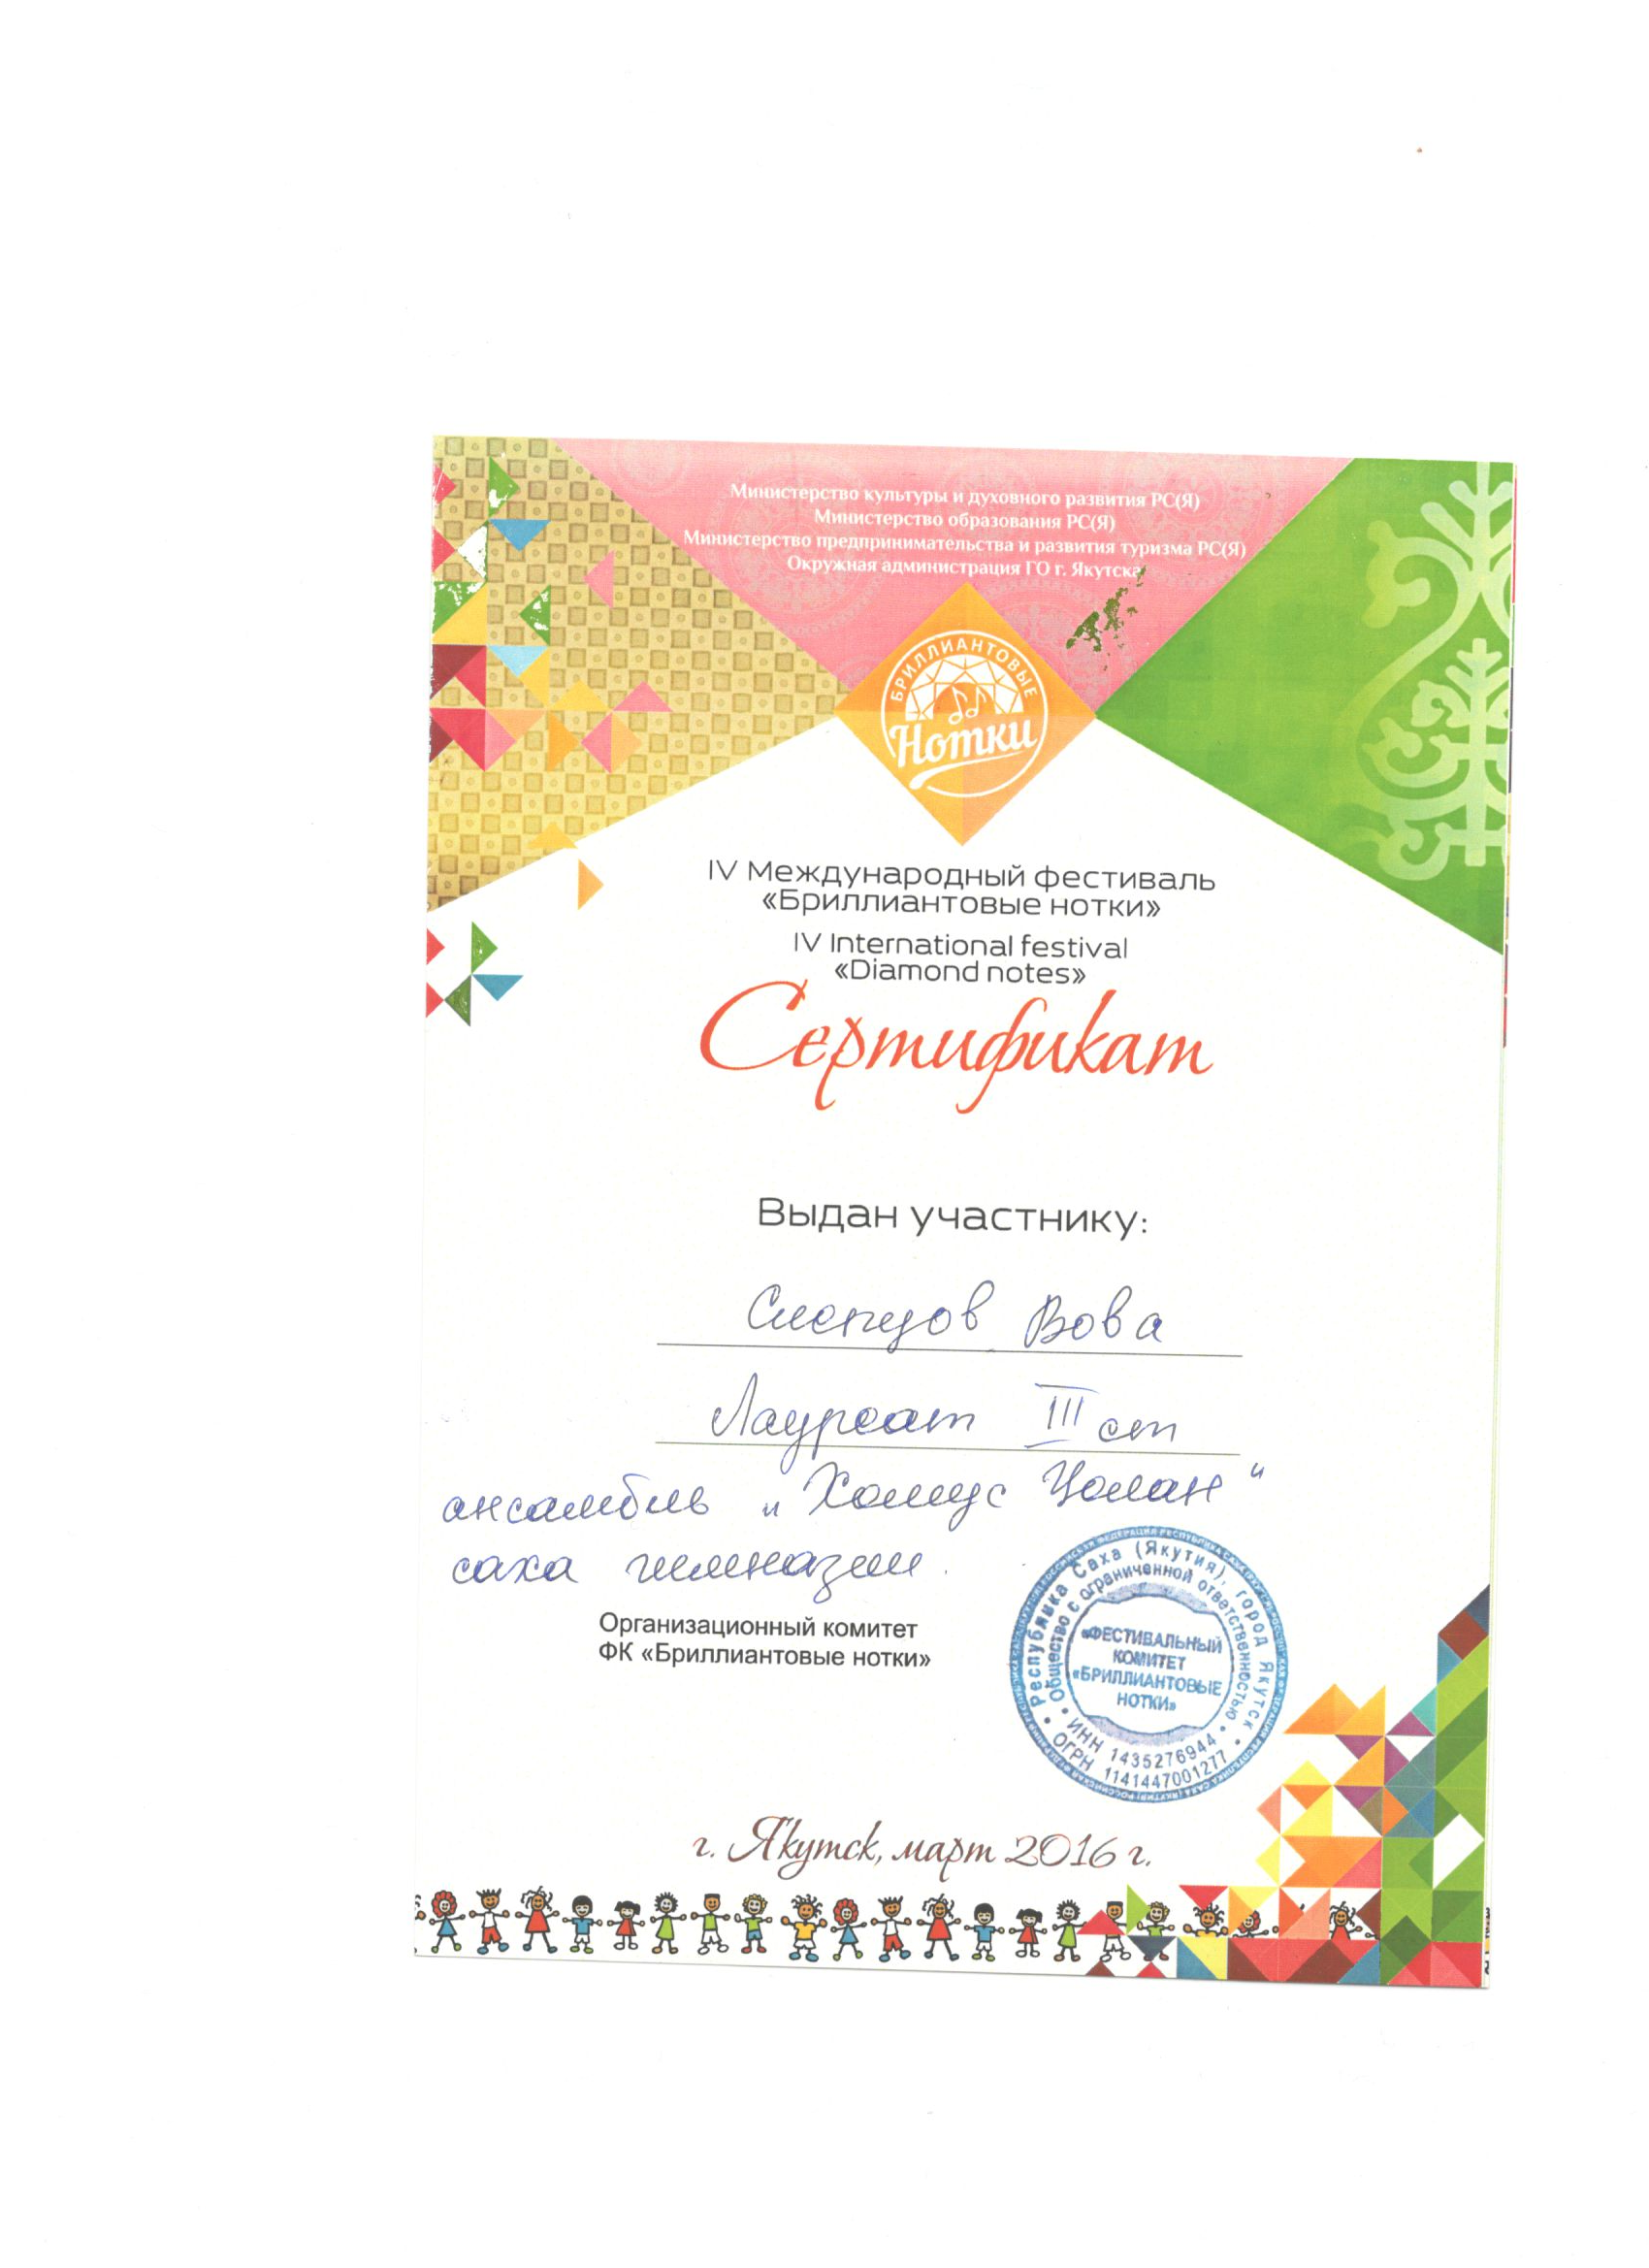 Министерство культуры и духовного развития РС(Я)
Министерство образования РС(Я)
Министерство предпринимательства и развития туризма РС(Я)
Окружная администрация ГО г. Якутска
БРИЛЛИАНТОВЫЕ
Нотки
IV Международный фестиваль
«Бриллиантовые нотки»
IV International festival
«Diamond notes»
Сертификат
Выдан участнику:
Слепцов Вова
Лауреат III ст
ансамбль "Хомус"
саха гимназии.
Организационный комитет
ФК «Бриллиантовые нотки»
Республика Саха (Якутия), город Якутск
Общество с ограниченной ответственностью
«ФЕСТИВАЛЬНЫЙ
КОМИТЕТ
«БРИЛЛИАНТОВЫЕ
НОТКИ»
ИНН 1435276944
ОГРН 1141447001277
г. Якутск, март 2016 г.